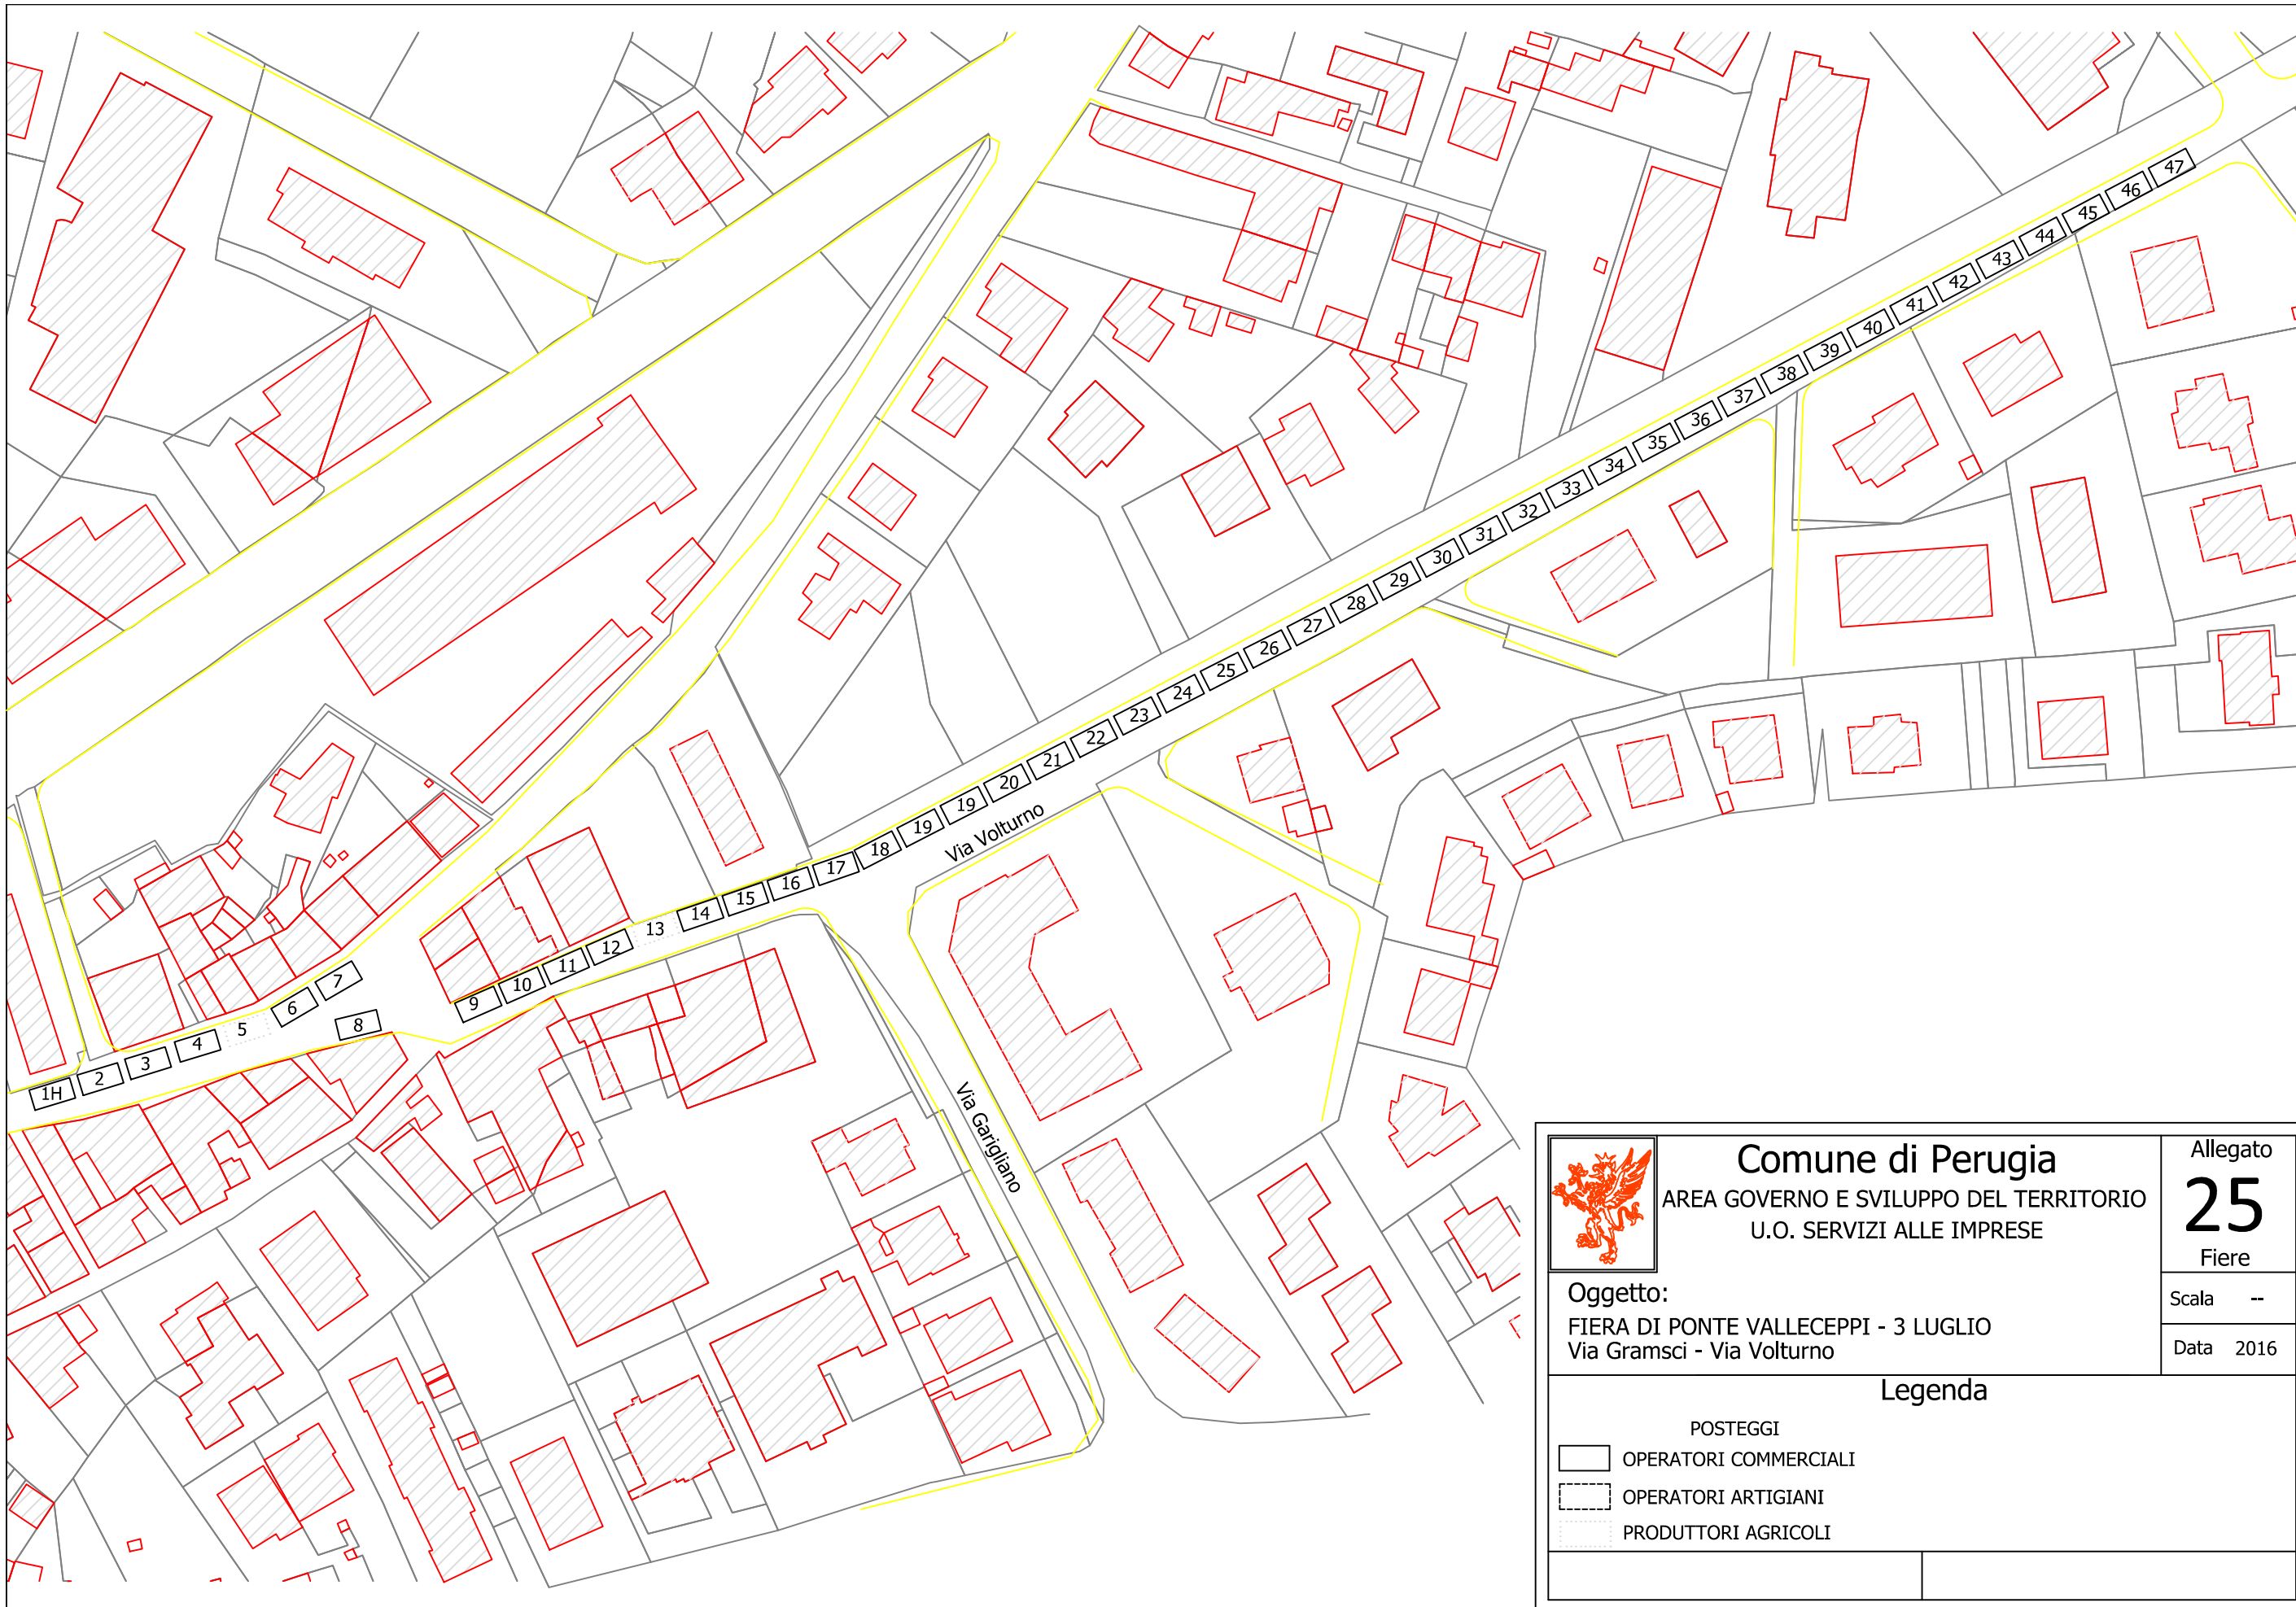 1H
2
3
4
5
6
7
8
9
10
11
12
13
14
15
16
17
18
19
19
20
21
22
23
24
25
26
27
28
29
30
31
32
33
34
35
36
37
38
39
40
41
42
43
44
45
46
47
Via Volturno
Via Garigliano
Comune di Perugia
AREA GOVERNO E SVILUPPO DEL TERRITORIO
U.O. SERVIZI ALLE IMPRESE
Allegato
25
Fiere
Oggetto:
FIERA DI PONTE VALLECEPPI - 3 LUGLIO
Via Gramsci - Via Volturno
Scala --
Data 2016
Legenda
POSTEGGI
OPERATORI COMMERCIALI
OPERATORI ARTIGIANI
PRODUTTORI AGRICOLI